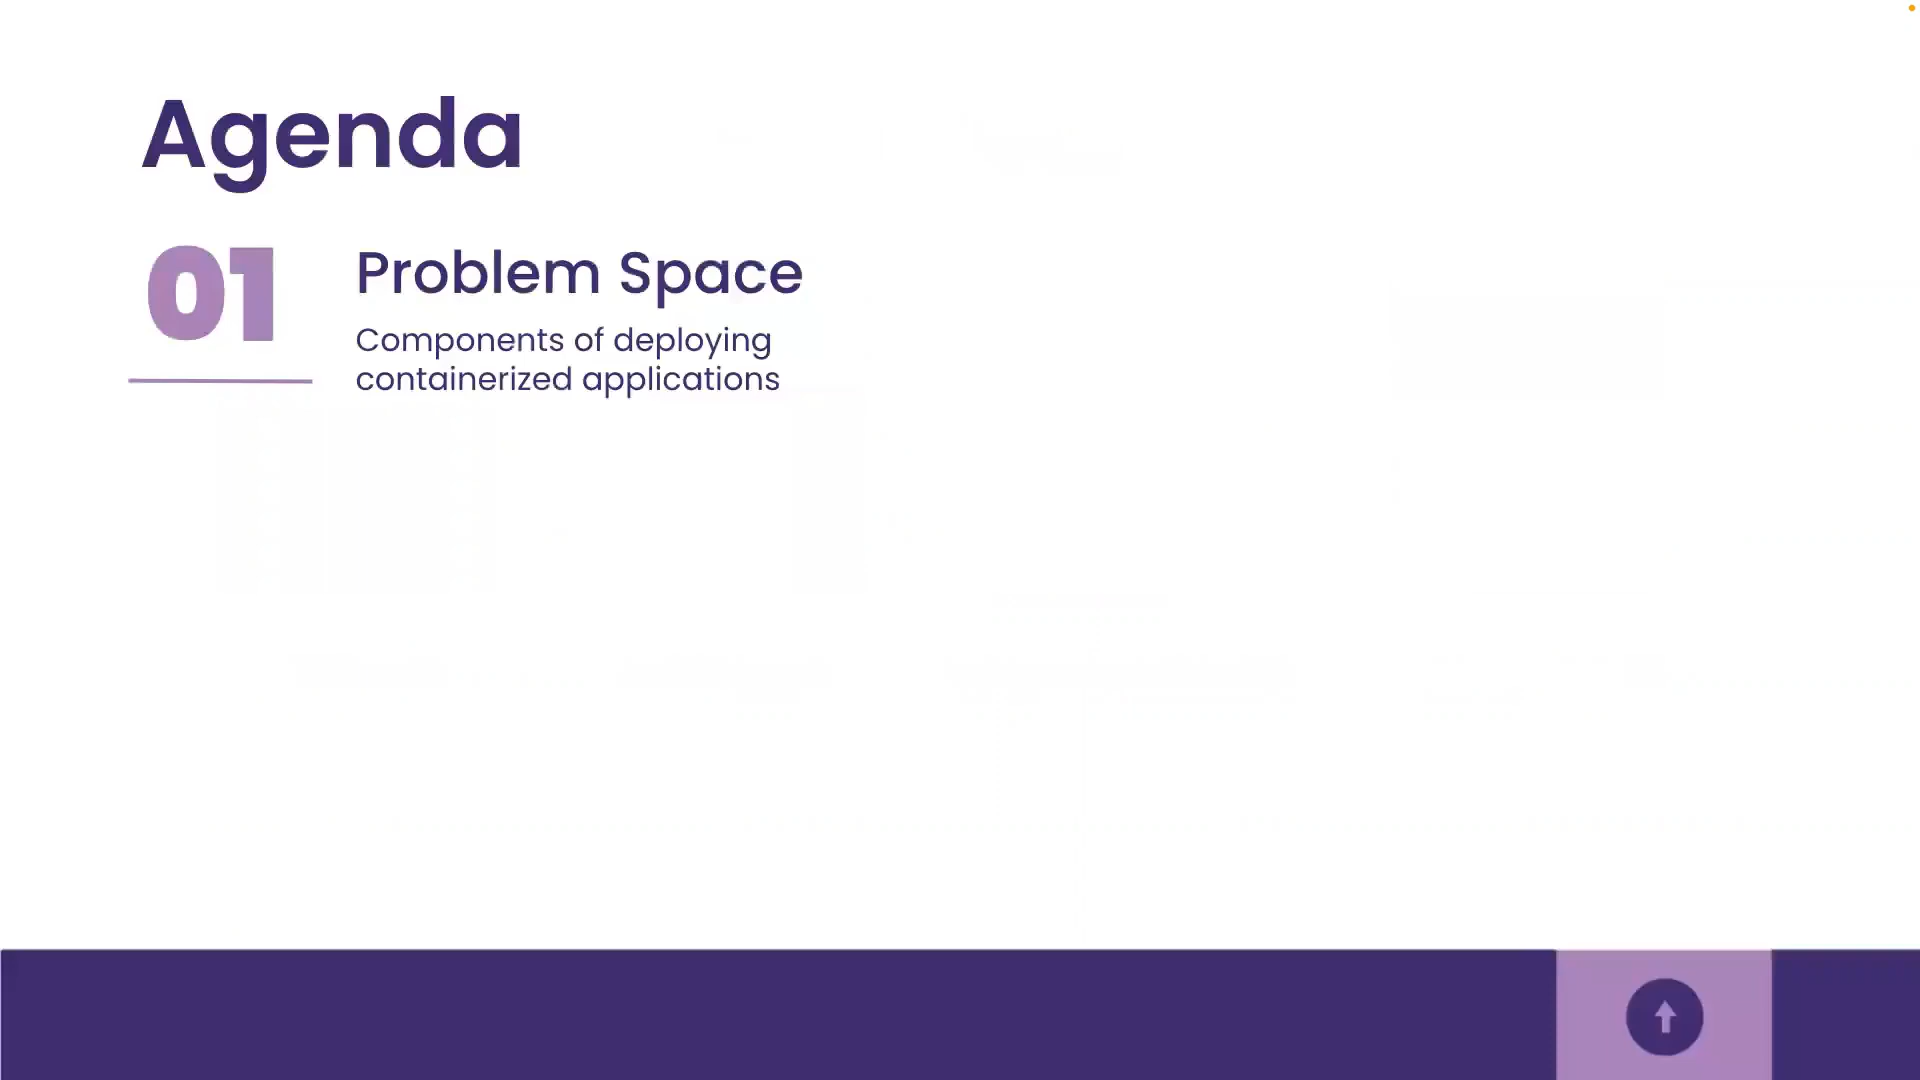 Agenda
01
Problem Space
Components of deploying
containerized applications